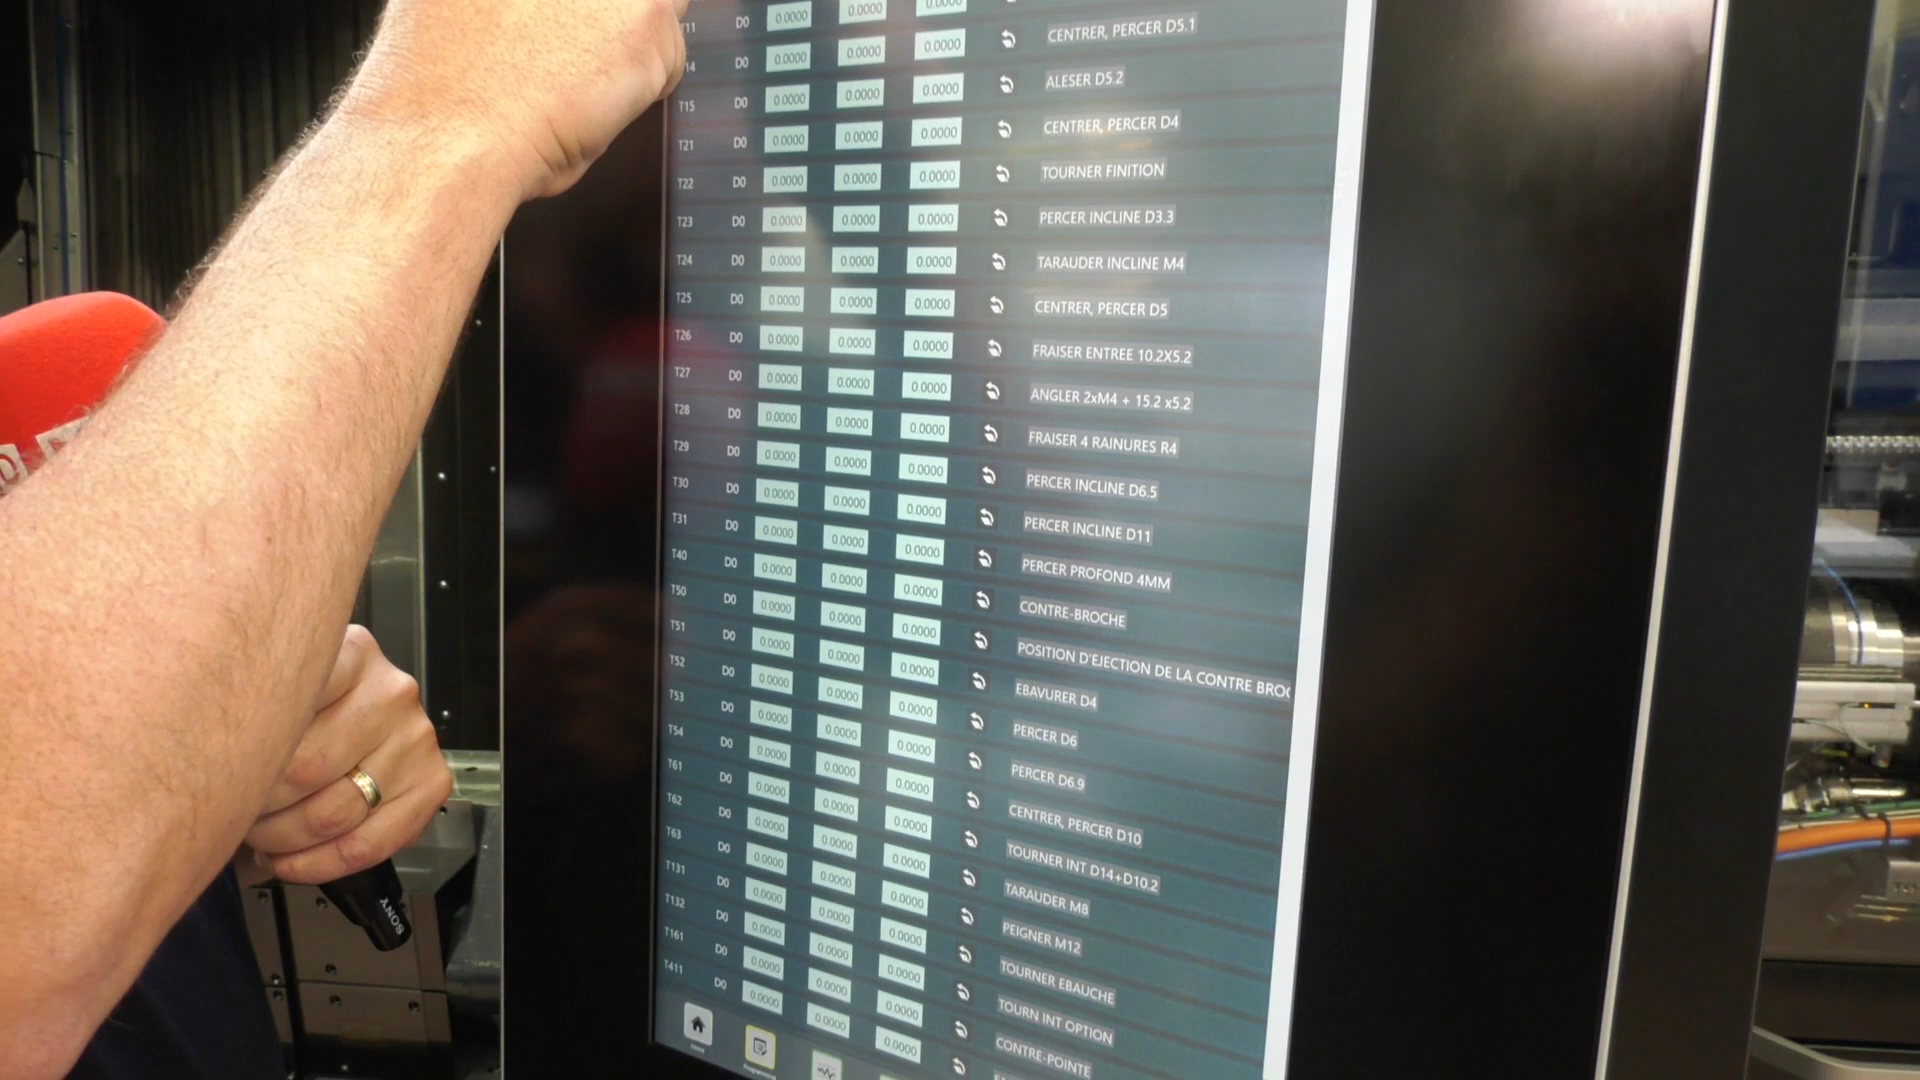 T11 D0 0.0000 0.0000 0.0000
14 D0 0.0000 0.0000 0.0000 CENTRER, PERCER D5.1
T15 D0 0.0000 0.0000 0.0000 ALESER D5.2
T21 D0 0.0000 0.0000 0.0000 CENTRER, PERCER D4
T22 D0 0.0000 0.0000 0.0000 TOURNER FINITION
T23 D0 0.0000 0.0000 0.0000 PERCER INCLINE D3.3
T24 D0 0.0000 0.0000 0.0000 TARAUDER INCLINE M4
T25 D0 0.0000 0.0000 0.0000 CENTRER, PERCER D5
T26 D0 0.0000 0.0000 0.0000 FRAISER ENTREE 10.2X5.2
T27 D0 0.0000 0.0000 0.0000 ANGLER 2xM4 + 15.2 x5.2
T28 D0 0.0000 0.0000 0.0000 FRAISER 4 RAINURES R4
T29 D0 0.0000 0.0000 0.0000 PERCER INCLINE D6.5
T30 D0 0.0000 0.0000 0.0000 PERCER INCLINE D11
T31 D0 0.0000 0.0000 0.0000 PERCER PROFOND 4MM
T40 D0 0.0000 0.0000 0.0000 CONTRE-BROCHE
T50 D0 0.0000 0.0000 0.0000 POSITION D'EJECTION DE LA CONTRE BROC
T51 D0 0.0000 0.0000 0.0000 EBAVURER D4
T52 D0 0.0000 0.0000 0.0000 PERCER D6
T53 D0 0.0000 0.0000 0.0000 PERCER D6.9
T54 D0 0.0000 0.0000 0.0000 CENTRER, PERCER D10
T61 D0 0.0000 0.0000 0.0000 TOURNER INT D14+D10.2
T62 D0 0.0000 0.0000 0.0000 TARAUDER M8
T63 D0 0.0000 0.0000 0.0000 PEIGNER M12
T131 D0 0.0000 0.0000 0.0000 TOURNER EBAUCHE
T132 D0 0.0000 0.0000 0.0000 TOURN INT OPTION
T161 D0 0.0000 0.0000 0.0000 CONTRE-POINTE
T411 D0 0.0000 0.0000 0.0000
Home
SONY